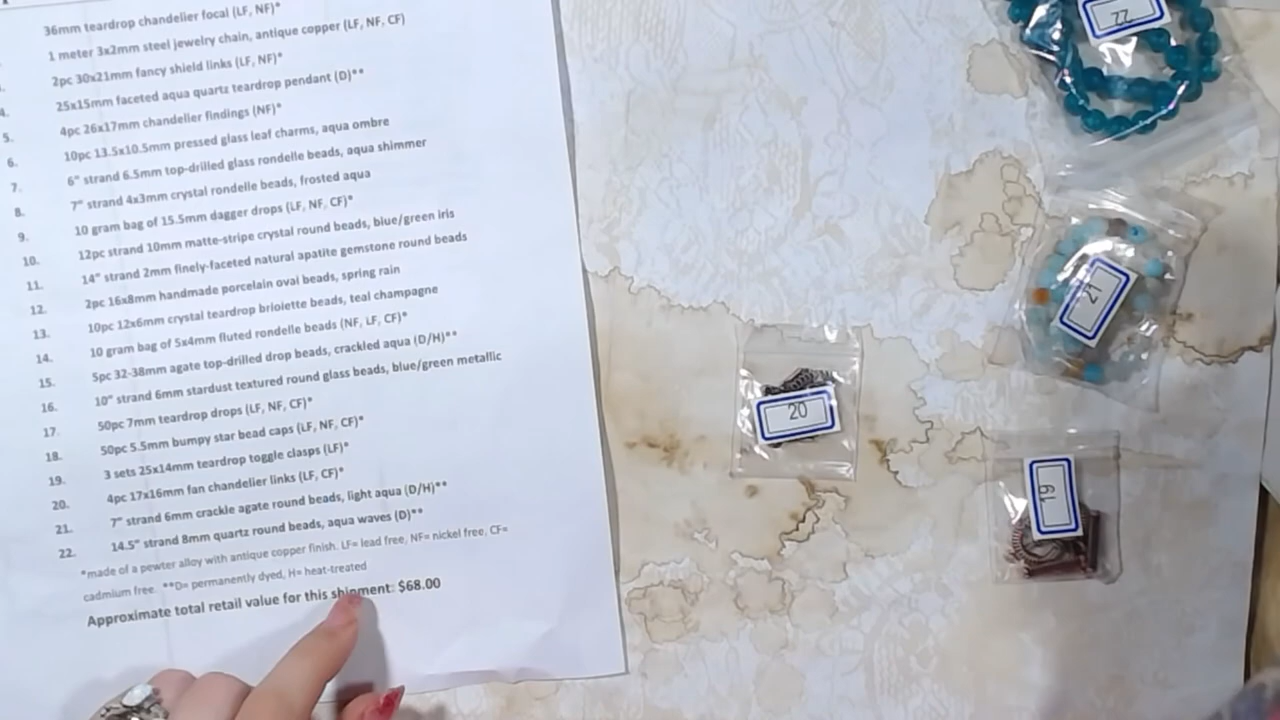 36mm teardrop chandelier focal (LF, NF)*
1 meter 3x2mm steel jewelry chain, antique copper (LF, NF, CF)
2pc 30x21mm fancy shield links (LF, NF)*
4. 25x15mm faceted aqua quartz teardrop pendant (D)**
5. 4pc 26x17mm chandelier findings (NF)*
6. 10pc 13.5x10.5mm pressed glass leaf charms, aqua ombre
7. 6" strand 6.5mm top-drilled glass rondelle beads, aqua shimmer
8. 7" strand 4x3mm crystal rondelle beads, frosted aqua
9. 10 gram bag of 15.5mm dagger drops (LF, NF, CF)*
10. 12pc strand 10mm matte-stripe crystal round beads, blue/green iris
11. 14" strand 2mm finely-faceted natural apatite gemstone round beads
12. 2pc 16x8mm handmade porcelain oval beads, spring rain
13. 10pc 12x6mm crystal teardrop briolette beads, teal champagne
14. 10 gram bag of 5x4mm fluted rondelle beads (NF, LF, CF)*
15. 5pc 32-38mm agate top-drilled drop beads, crackled aqua (D/H)**
16. 10" strand 6mm stardust textured round glass beads, blue/green metallic
17. 50pc 7mm teardrop drops (LF, NF, CF)*
18. 50pc 5.5mm bumpy star bead caps (LF, NF, CF)*
19. 3 sets 25x14mm teardrop toggle clasps (LF)*
20. 4pc 17x16mm fan chandelier links (LF, CF)*
21. 7" strand 6mm crackle agate round beads, light aqua (D/H)**
22. 14.5" strand 8mm quartz round beads, aqua waves (D)**
*made of a pewter alloy with antique copper finish. LF= lead free, NF= nickel free, CF=
cadmium free. **D= permanently dyed, H= heat-treated
Approximate total retail value for this shipment: $68.00
22
21
20
19